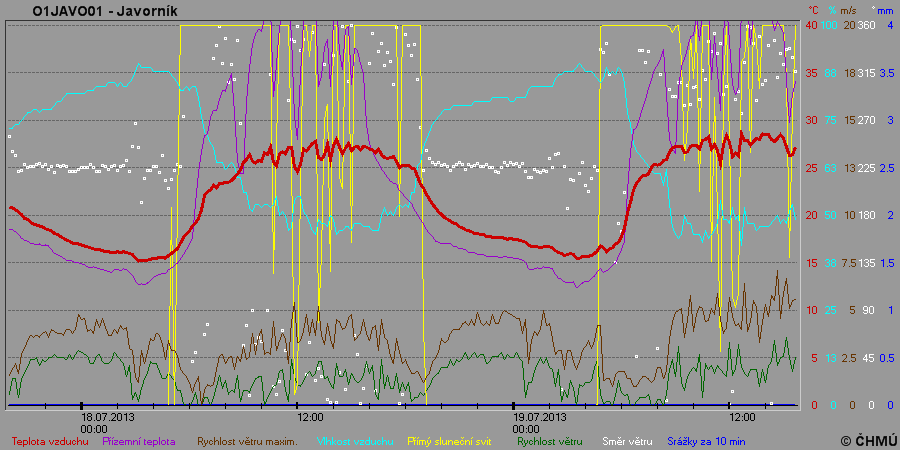 O1JAVO01 - Javorník
°C % m/s ° mm
40 100 20 360 4
35 88 18 315 3.5
30 75 15 270 3
25 63 13 225 2.5
20 50 10 180 2
15 38 7.5 135 1.5
10 25 5 90 1
5 13 2.5 45 0.5
0 0 0 0 0
18.07.2013 12:00 19.07.2013 12:00
00:00 00:00
Teplota vzduchu Přízemní teplota Rychlost větru maxim. Vlhkost vzduchu Přímý sluneční svit Rychlost větru Směr větru Srážky za 10 min © ČHMÚ